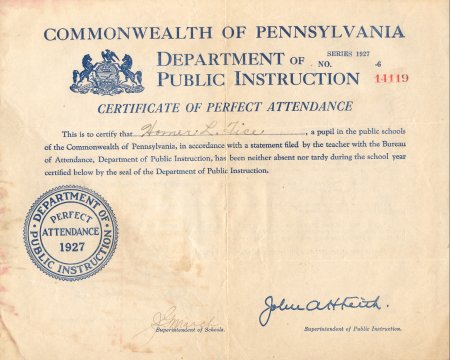 COMMONWEALTH OF PENNSYLVANIA
DEPARTMENT OF
PUBLIC INSTRUCTION
SERIES 1927
NO. -6
14119
CERTIFICATE OF PERFECT ATTENDANCE
This is to certify that Homer L. Tice, a pupil in the public schools
of the Commonwealth of Pennsylvania, in accordance with a statement filed by the teacher with the Bureau
of Attendance, Department of Public Instruction, has been neither absent nor tardy during the school year
certified below by the seal of the Department of Public Instruction.
DEPARTMENT OF
PERFECT
ATTENDANCE
1927
PUBLIC INSTRUCTION
John A H Keith
Superintendent of Schools.
Superintendent of Public Instruction.